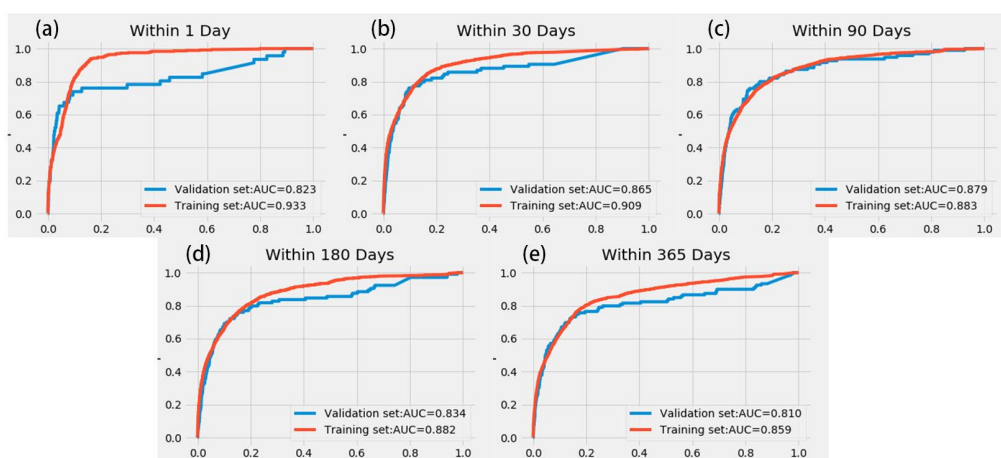 (a) Within 1 Day
1.0
0.8
0.6
0.4
0.2
0.0
0.0 0.2 0.4 0.6 0.8 1.0
Validation set:AUC=0.823
Training set:AUC=0.933
(b) Within 30 Days
1.0
0.8
0.6
0.4
0.2
0.0
0.0 0.2 0.4 0.6 0.8 1.0
Validation set:AUC=0.865
Training set:AUC=0.909
(c) Within 90 Days
1.0
0.8
0.6
0.4
0.2
0.0
0.0 0.2 0.4 0.6 0.8 1.0
Validation set:AUC=0.879
Training set:AUC=0.883
(d) Within 180 Days
1.0
0.8
0.6
0.4
0.2
0.0
0.0 0.2 0.4 0.6 0.8 1.0
Validation set:AUC=0.834
Training set:AUC=0.882
(e) Within 365 Days
1.0
0.8
0.6
0.4
0.2
0.0
0.0 0.2 0.4 0.6 0.8 1.0
Validation set:AUC=0.810
Training set:AUC=0.859